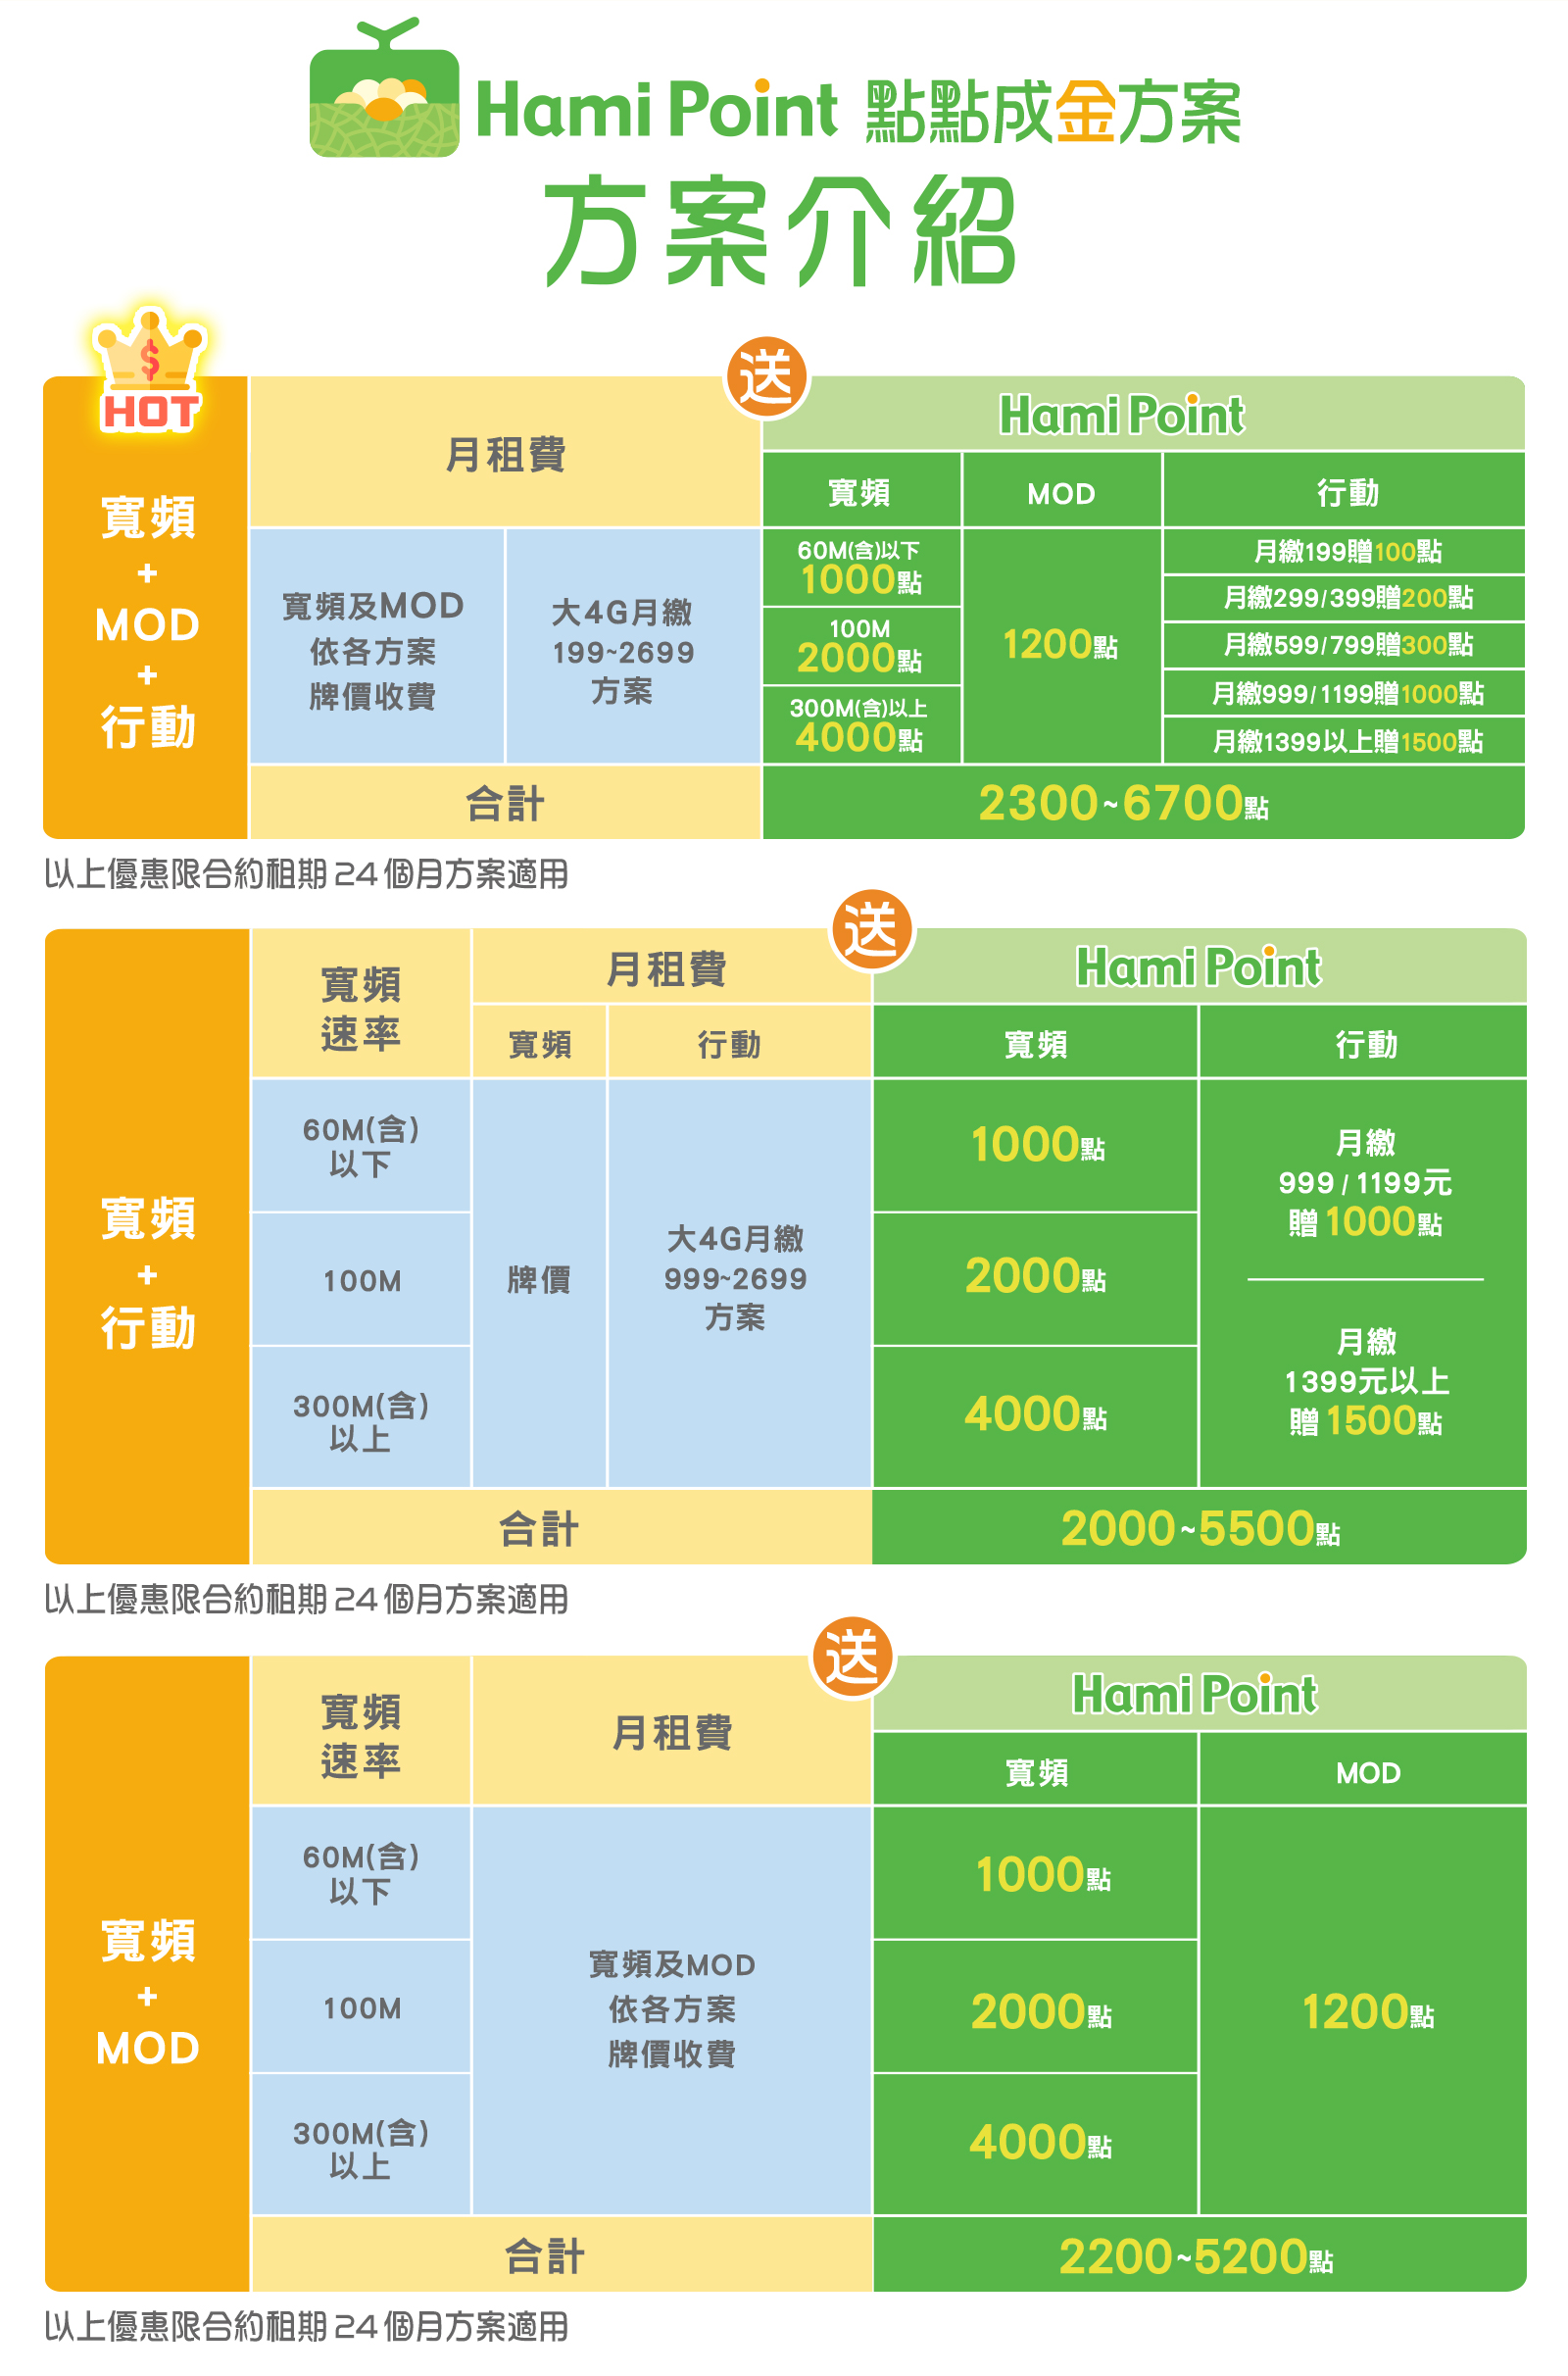 Hami Point 點點成金方案
方案介紹
HOT
寬頻
+
MOD
+
行動
月租費
送
Hami Point
寬頻
MOD
行動
寬頻及MOD
依各方案
牌價收費
大4G月繳
199~2699
方案
60M(含)以下
1000點
100M
2000點
300M(含)以上
4000點
1200點
月繳199贈100點
月繳299/399贈200點
月繳599/799贈300點
月繳999/1199贈1000點
月繳1399以上贈1500點
合計
2300~6700點
以上優惠限合約租期 24 個月方案適用
寬頻
+
行動
寬頻
速率
月租費
送
Hami Point
寬頻
行動
寬頻
行動
60M(含)
以下
100M
300M(含)
以上
牌價
大4G月繳
999~2699
方案
1000點
2000點
4000點
月繳
999 / 1199元
贈 1000點
月繳
1399元以上
贈 1500點
合計
2000~5500點
以上優惠限合約租期 24 個月方案適用
寬頻
+
MOD
寬頻
速率
月租費
送
Hami Point
寬頻
MOD
60M(含)
以下
100M
300M(含)
以上
寬頻及MOD
依各方案
牌價收費
1000點
2000點
4000點
1200點
合計
2200~5200點
以上優惠限合約租期 24 個月方案適用